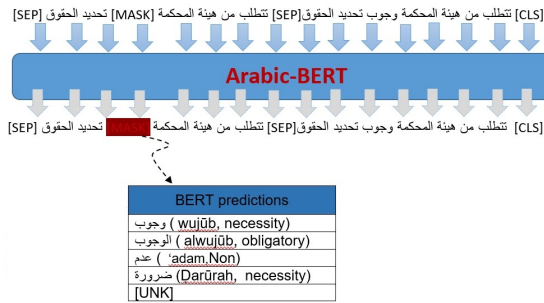 [CLS] تتطلب من هيئة المحكمة وجوب تحديد الحقوق[SEP] تتطلب من هيئة المحكمة [MASK] تحديد الحقوق [SEP]
Arabic-BERT
[CLS] تتطلب من هيئة المحكمة وجوب تحديد الحقوق[SEP] تتطلب من هيئة المحكمة [MASK] تحديد الحقوق [SEP]
BERT predictions
وجوب ( wujūb, necessity)
الوجوب ( alwujūb, obligatory)
عدم ( ‘adam,Non)
ضرورة (Ḍarūrah, necessity)
[UNK]